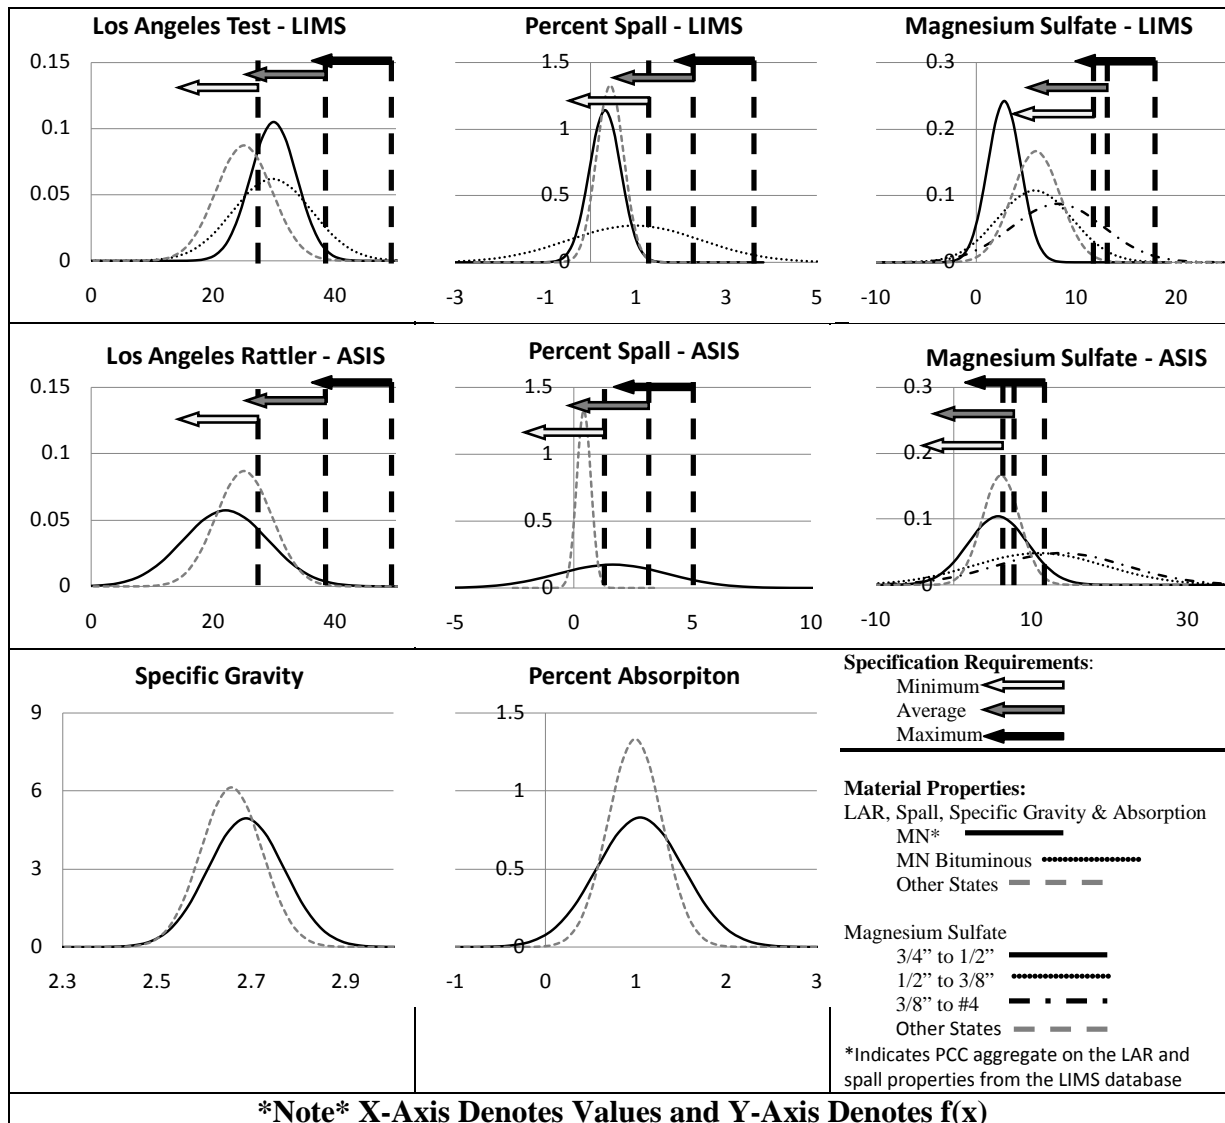 Los Angeles Test - LIMS
0.15
0.1
0.05
0
0 20 40
Percent Spall - LIMS
1.5
1
0.5
0
-3 -1 1 3 5
Magnesium Sulfate - LIMS
0.3
0.2
0.1
0
-10 0 10 20
Los Angeles Rattler - ASIS
0.15
0.1
0.05
0
0 20 40
Percent Spall - ASIS
1.5
1
0.5
0
-5 0 5 10
Magnesium Sulfate - ASIS
0.3
0.2
0.1
0
-10 10 30
Specific Gravity
9
6
3
0
2.3 2.5 2.7 2.9
Percent Absorpiton
1.5
1
0.5
0
-1 0 1 2 3
Specification Requirements:
Minimum
Average
Maximum
Material Properties:
LAR, Spall, Specific Gravity & Absorption
MN*
MN Bituminous
Other States
Magnesium Sulfate
3/4” to 1/2”
1/2” to 3/8”
3/8” to #4
Other States
*Indicates PCC aggregate on the LAR and
spall properties from the LIMS database
*Note* X-Axis Denotes Values and Y-Axis Denotes f(x)